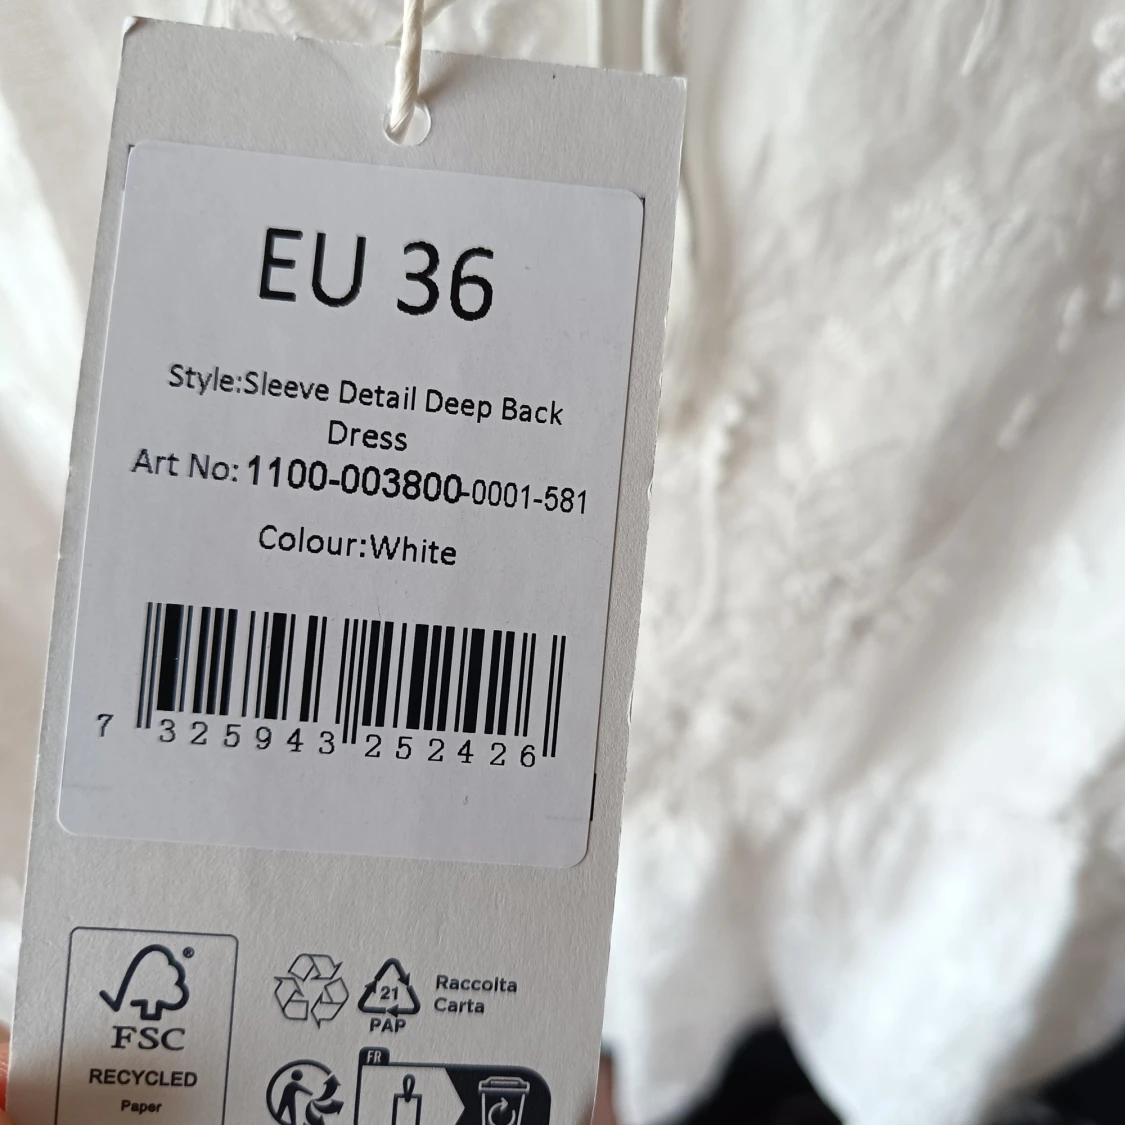 EU 36
Style:Sleeve Detail Deep Back
Dress
Art No: 1100-003800-0001-581
Colour:White
7 325943 252426
FSC
®
RECYCLED
Paper
21
PAP
Raccolta
Carta
FR